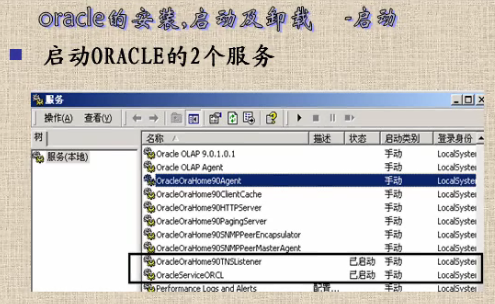 oracle的安装,启动及卸载 -启动
启动ORACLE的2个服务
服务
操作(A) 查看(V)
树
名称 描述 状态 启动类别 登录身份
服务(本地)
Oracle OLAP 9.0.1.0.1 手动 LocalSyster
Oracle OLAP Agent 手动 LocalSyster
OracleOraHome90Agent 手动 LocalSyster
OracleOraHome90ClientCache 手动 LocalSyster
OracleOraHome90HTTPServer 手动 LocalSyster
OracleOraHome90PagingServer 手动 LocalSyster
OracleOraHome90SNMPPeerEncapsulator 手动 LocalSyster
OracleOraHome90SNMPPeerMasterAgent 手动 LocalSyster
OracleOraHome90TNSListener 已启动 手动 LocalSyster
OracleServiceORCL 已启动 手动 LocalSyster
Performance Logs and Alerts 配置... 手动 LocalSyster